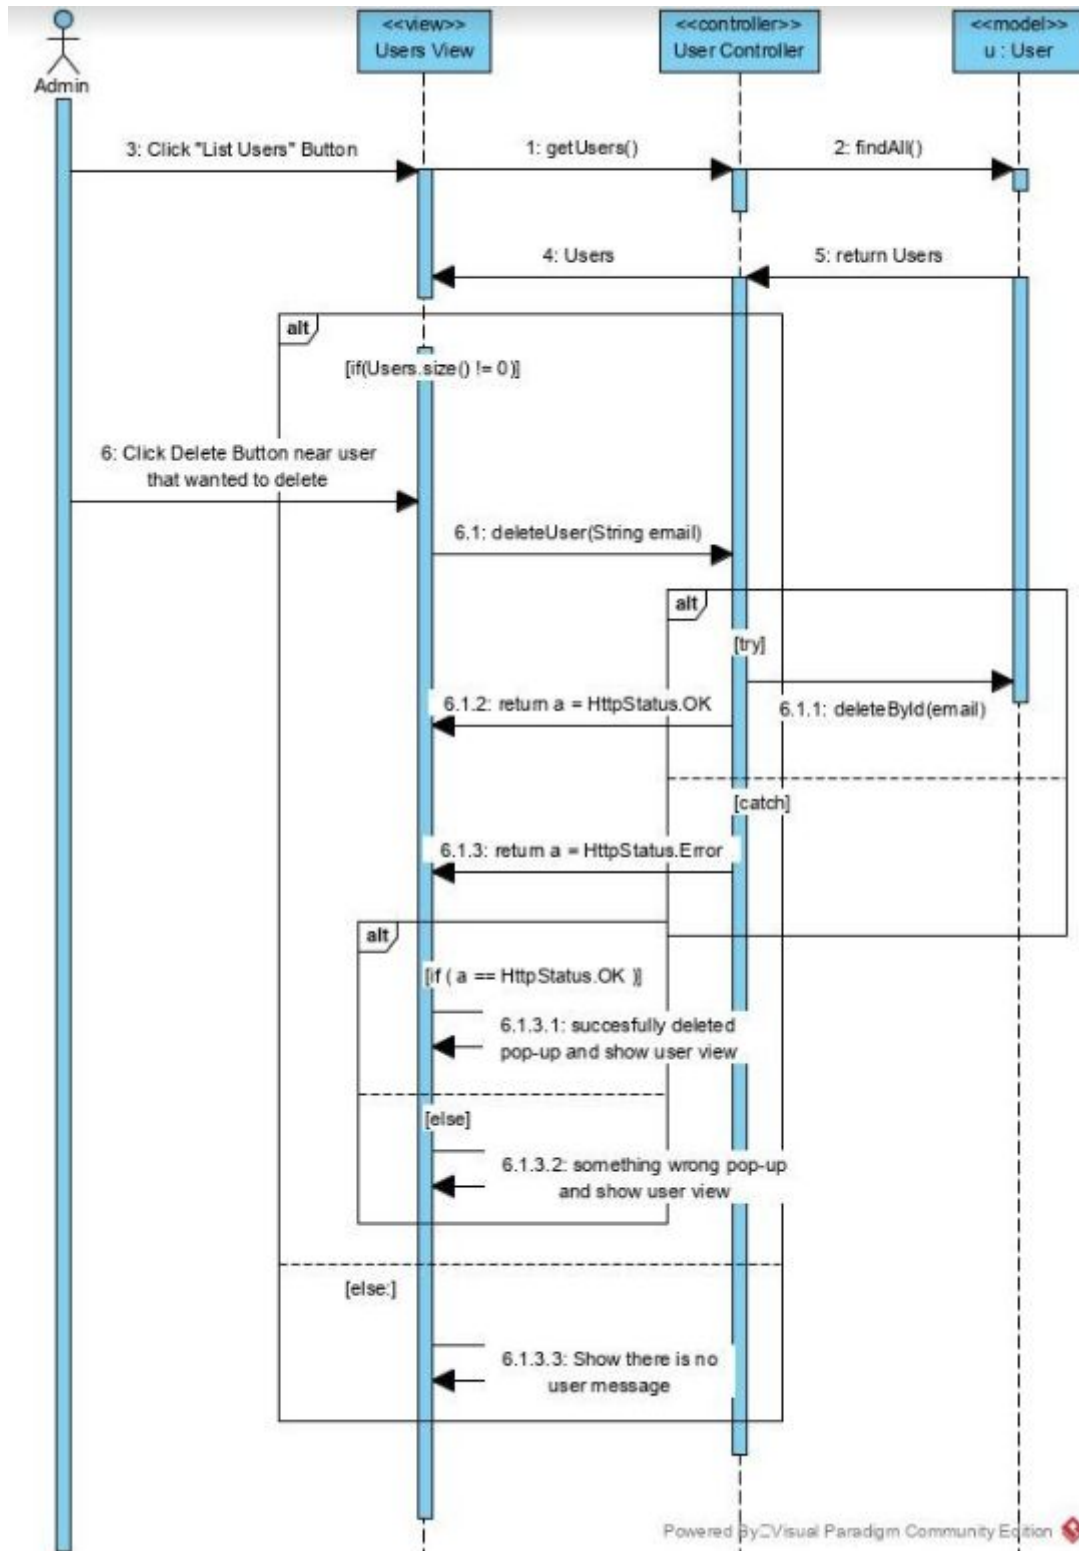 <<view>>
Users View
<<controller>>
User Controller
<<model>>
u : User
Admin
3: Click "List Users" Button
1: getUsers()
2: findAll()
4: Users
5: return Users
alt
[if(Users.size() != 0)]
6: Click Delete Button near user
that wanted to delete
6.1: deleteUser(String email)
alt
[try]
6.1.2: return a = HttpStatus.OK
6.1.1: deleteById(email)
[catch]
6.1.3: return a = HttpStatus.Error
alt
[if ( a == HttpStatus.OK )]
6.1.3.1: succesfully deleted
pop-up and show user view
[else]
6.1.3.2: something wrong pop-up
and show user view
[else:]
6.1.3.3: Show there is no
user message
Powered By Visual Paradigm Community Edition